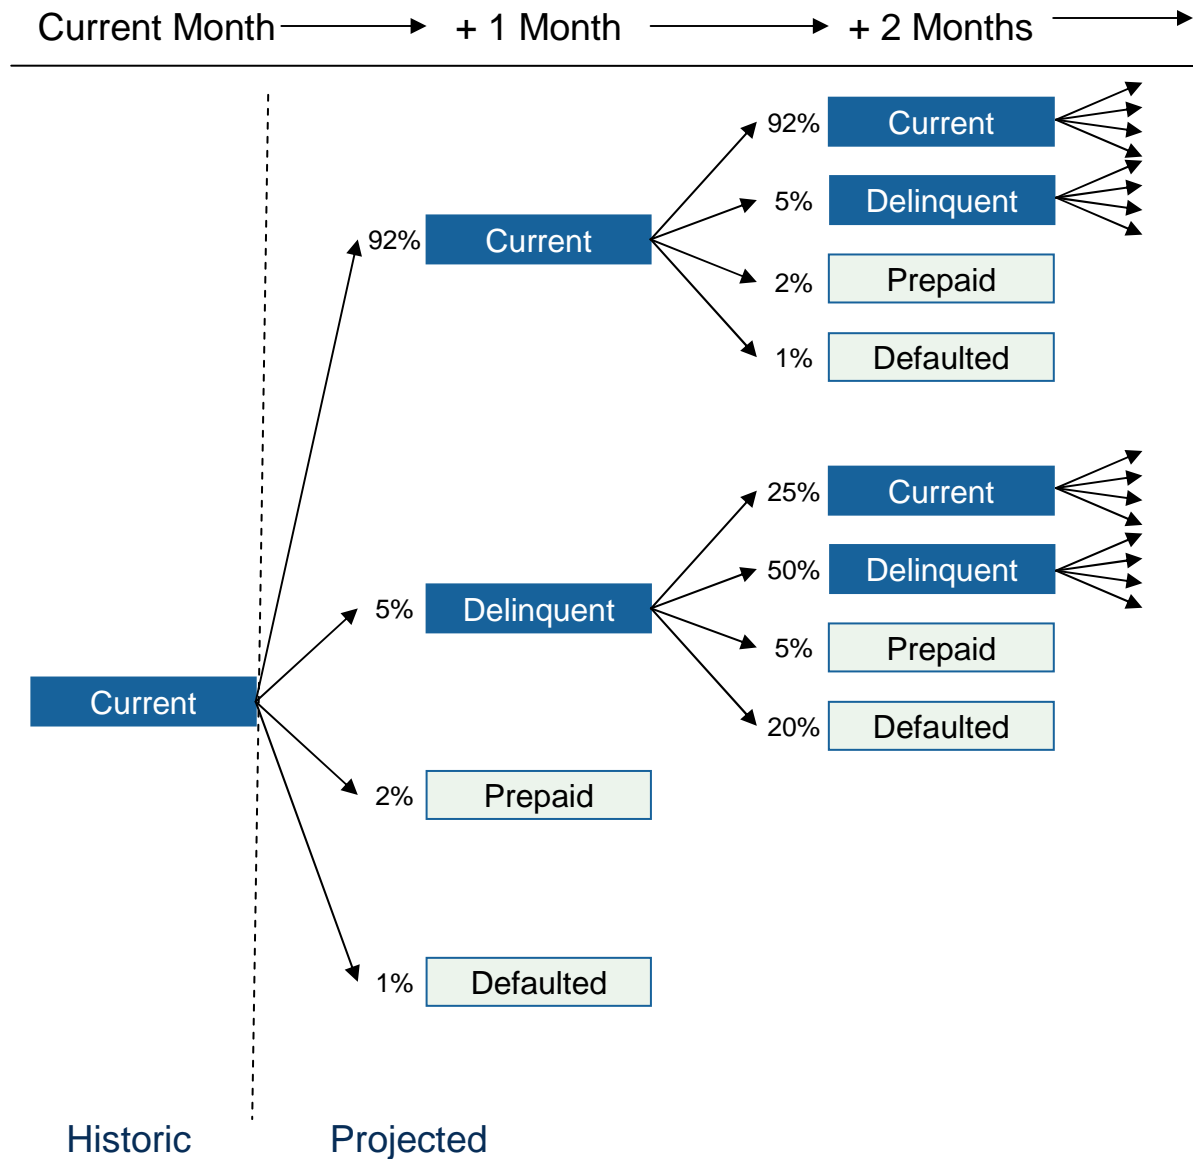 Current Month + 1 Month + 2 Months
92% Current
5% Delinquent
92% Current
2% Prepaid
1% Defaulted
25% Current
50% Delinquent
5% Delinquent
5% Prepaid
Current
20% Defaulted
2% Prepaid
1% Defaulted
Historic Projected